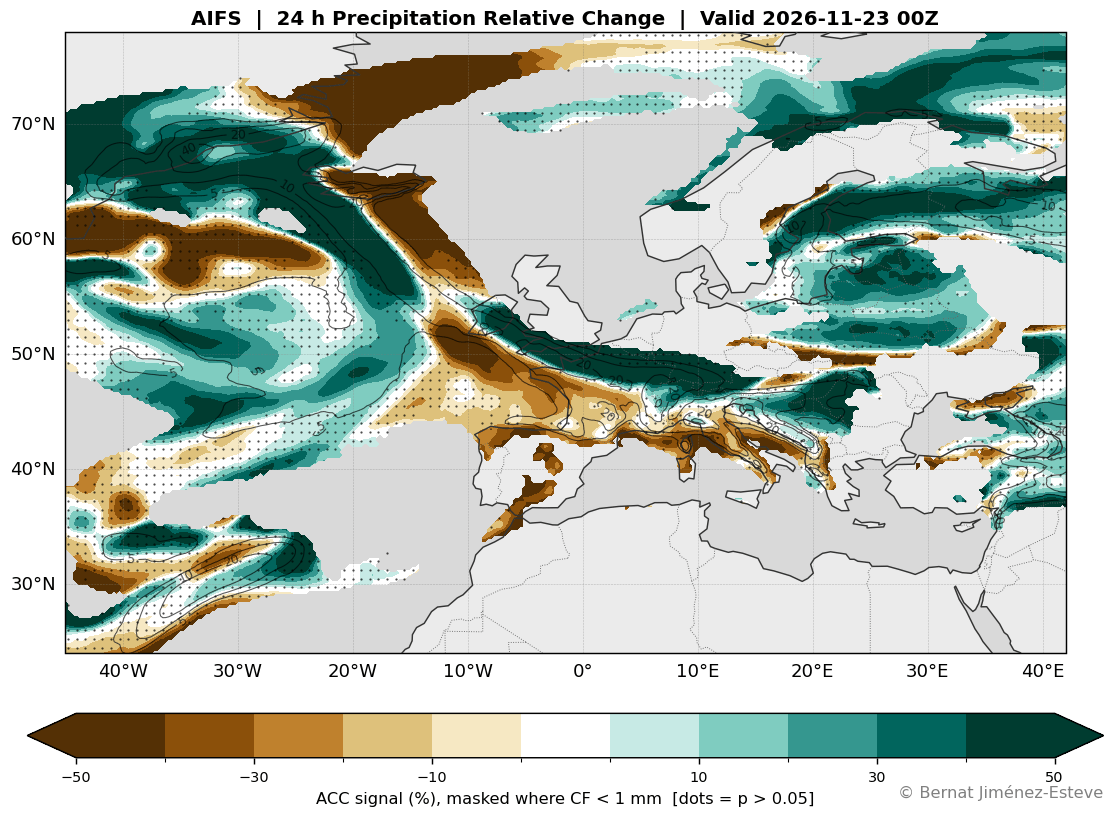 AIFS | 24 h Precipitation Relative Change | Valid 2026-11-23 00Z
70°N
60°N
50°N
40°N
30°N
40°W 30°W 20°W 10°W 0° 10°E 20°E 30°E 40°E
−50 −30 −10 10 30 50
ACC signal (%), masked where CF < 1 mm [dots = p > 0.05]
© Bernat Jiménez-Esteve